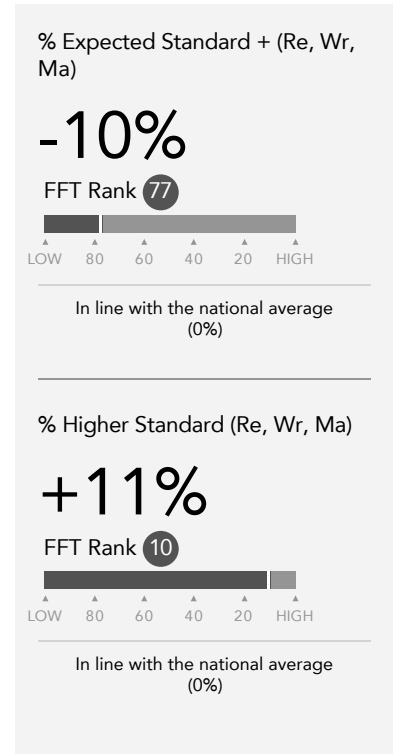 % Expected Standard + (Re, Wr,
Ma)
-10%
FFT Rank 77
LOW 80 60 40 20 HIGH
In line with the national average
(0%)
% Higher Standard (Re, Wr, Ma)
+11%
FFT Rank 10
LOW 80 60 40 20 HIGH
In line with the national average
(0%)